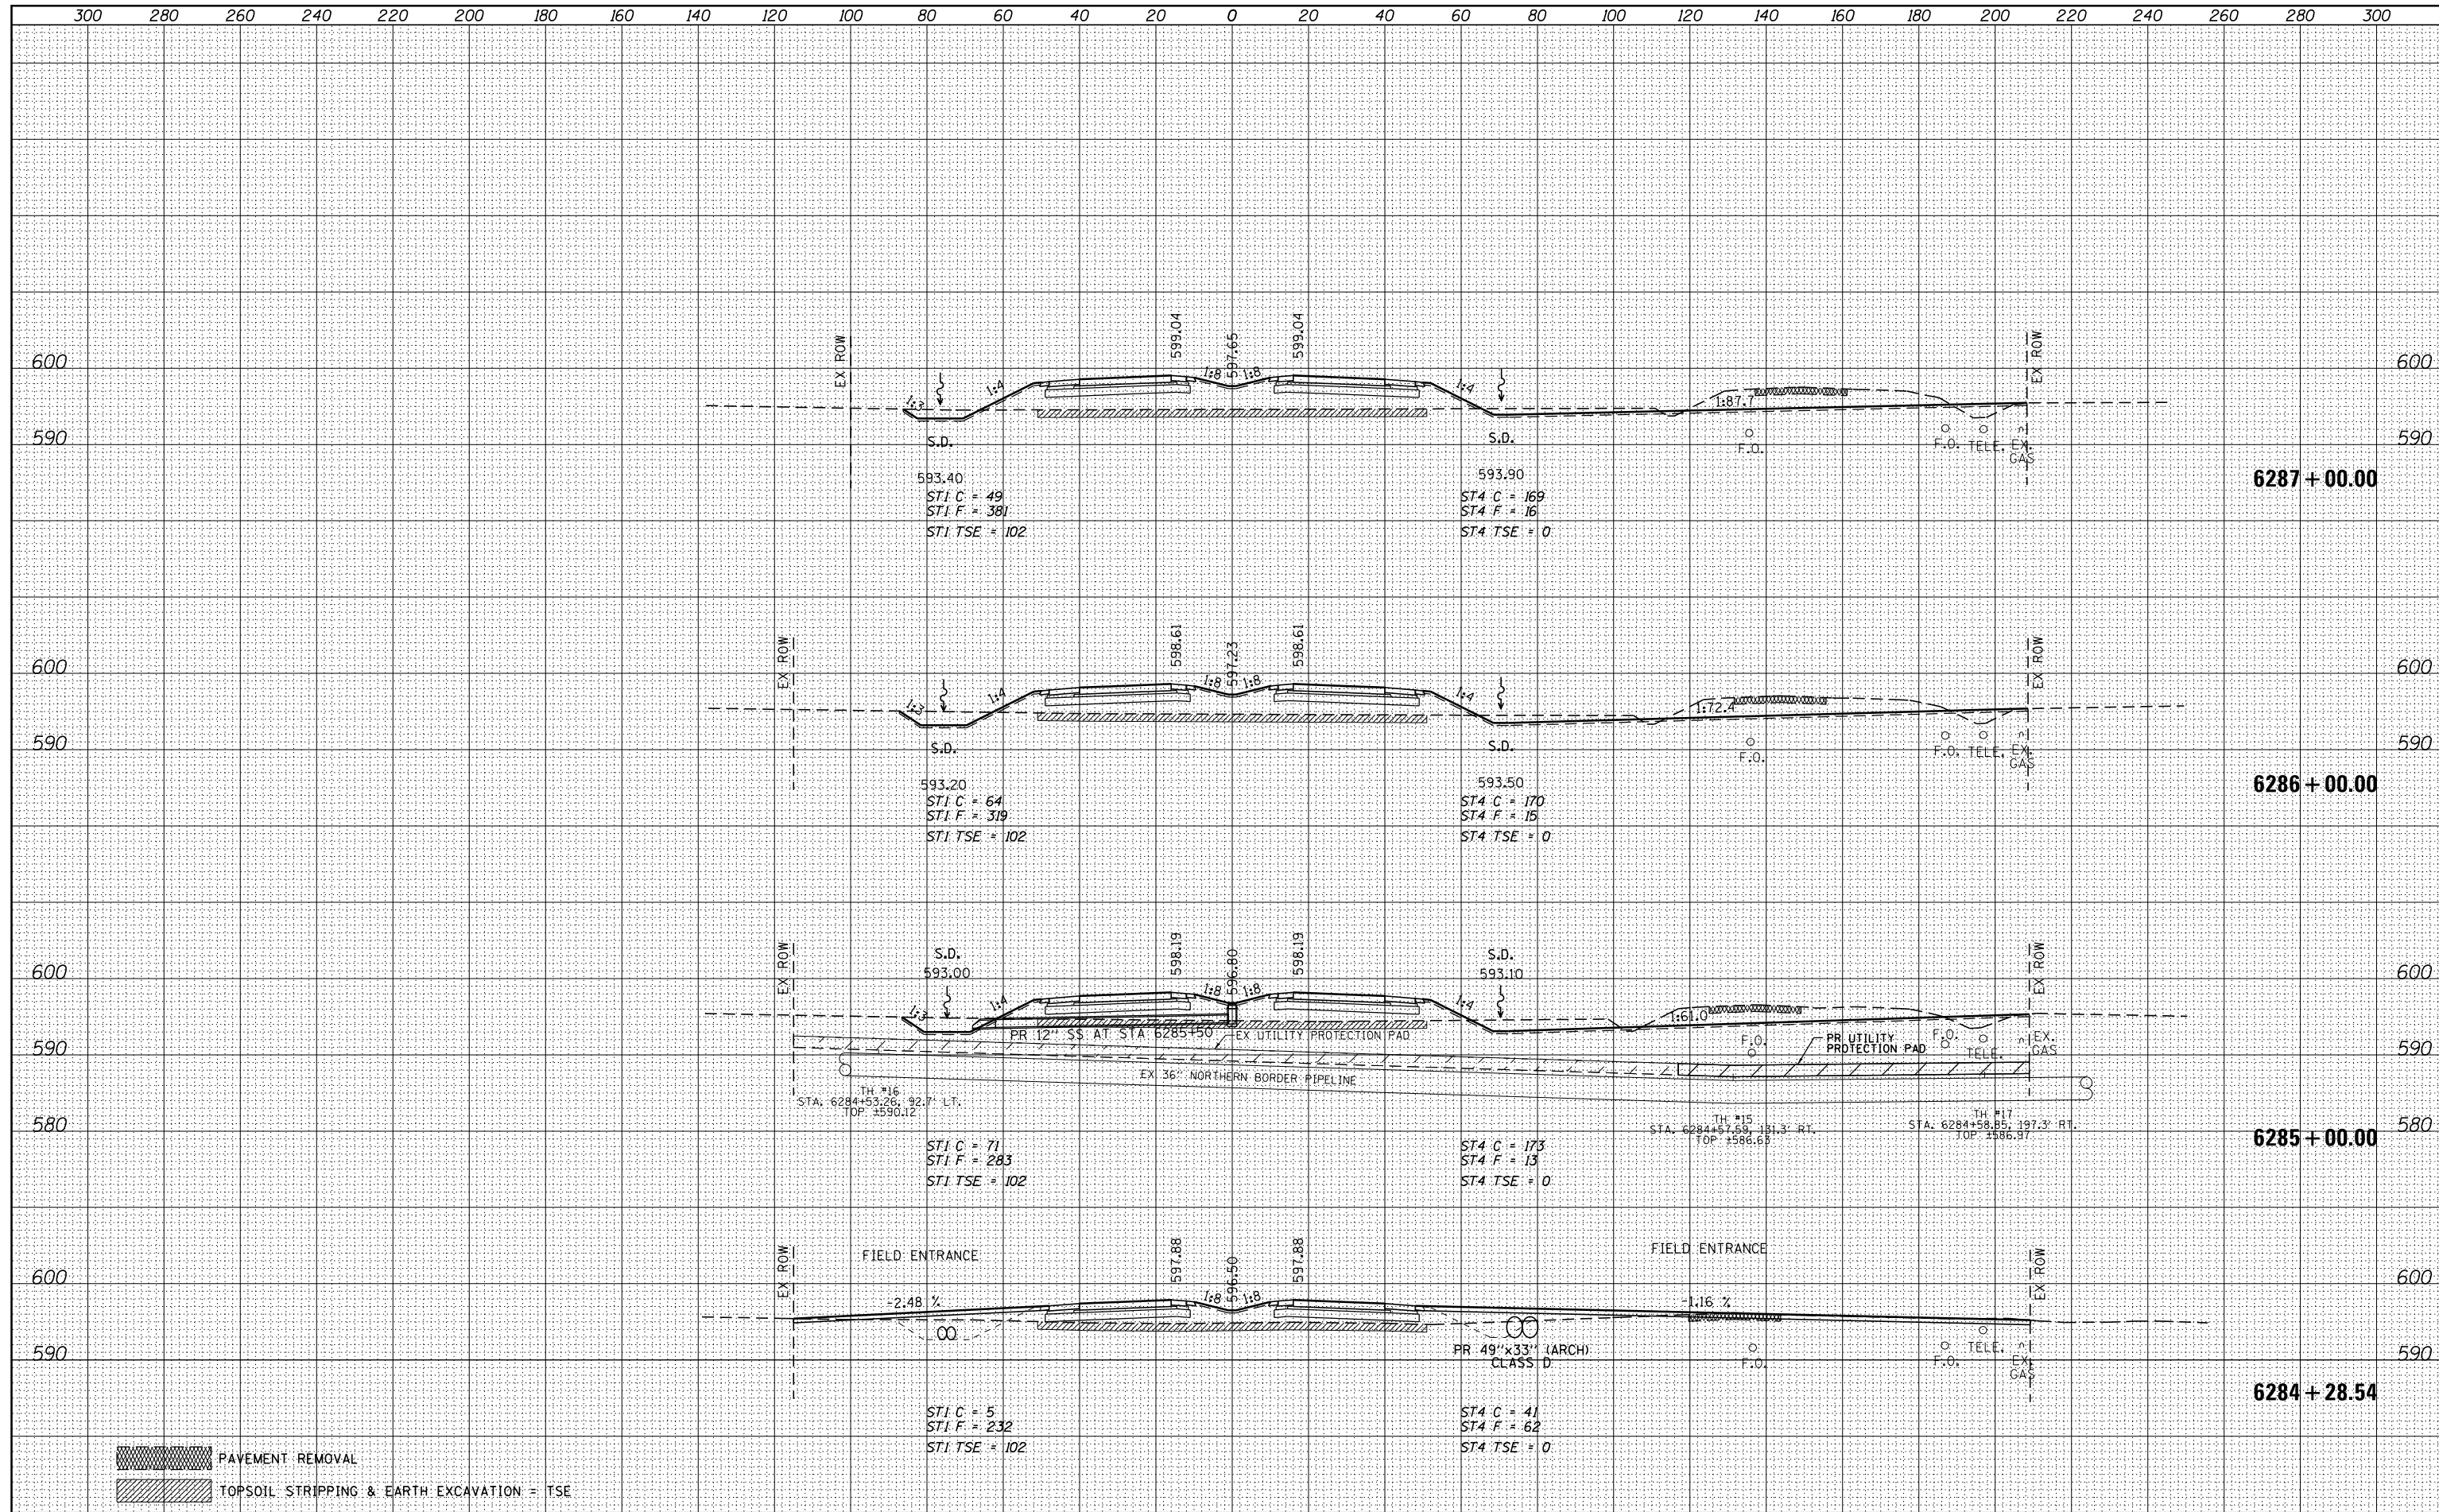 300 280 260 240 220 200 180 160 140 120 100 80 60 40 20 0 20 40 60 80 100 120 140 160 180 200 220 240 260 280 300
EX ROW 599.04 597.65 599.04 EX ROW
600 600
1:3 1:4 1:8 1:8 1:4 1:87.7
590 S.D. S.D. F.O. F.O. TELE. EX. GAS 590
593.40 593.90 6287+00.00
ST1 C = 49 ST4 C = 169
ST1 F = 381 ST4 F = 16
ST1 TSE = 102 ST4 TSE = 0
EX ROW 598.61 597.23 598.61 EX ROW
600 600
1:3 1:4 1:8 1:8 1:4 1:72.4
590 S.D. S.D. F.O. F.O. TELE. EX. GAS 590
593.20 593.50 6286+00.00
ST1 C = 64 ST4 C = 170
ST1 F = 319 ST4 F = 15
ST1 TSE = 102 ST4 TSE = 0
EX ROW S.D. 598.19 596.80 598.19 S.D. EX ROW
600 593.00 593.10 600
1:3 1:4 1:8 1:8 1:4 1:61.0
PR 12" SS AT STA 6285+50 EX UTILITY PROTECTION PAD F.O. PR UTILITY F.O. EX.
PROTECTION PAD TELE. GAS
590 590
EX 36" NORTHERN BORDER PIPELINE
TH #16
STA. 6284+53.26, 92.7' LT.
TOP ±590.12
TH #15
STA. 6284+57.59, 131.3' RT.
TOP ±586.63
TH #17
STA. 6284+58.85, 197.3' RT.
TOP ±586.97
580 580
6285+00.00
ST1 C = 71 ST4 C = 173
ST1 F = 283 ST4 F = 13
ST1 TSE = 102 ST4 TSE = 0
EX ROW FIELD ENTRANCE 597.88 596.50 597.88 FIELD ENTRANCE EX ROW
600 600
-2.48 % 1:8 1:8 -1.16 %
PR 49"x33" (ARCH)
CLASS D
590 F.O. F.O. TELE. EX. GAS 590
6284+28.54
ST1 C = 5 ST4 C = 41
ST1 F = 232 ST4 F = 62
ST1 TSE = 102 ST4 TSE = 0
PAVEMENT REMOVAL
TOPSOIL STRIPPING & EARTH EXCAVATION = TSE